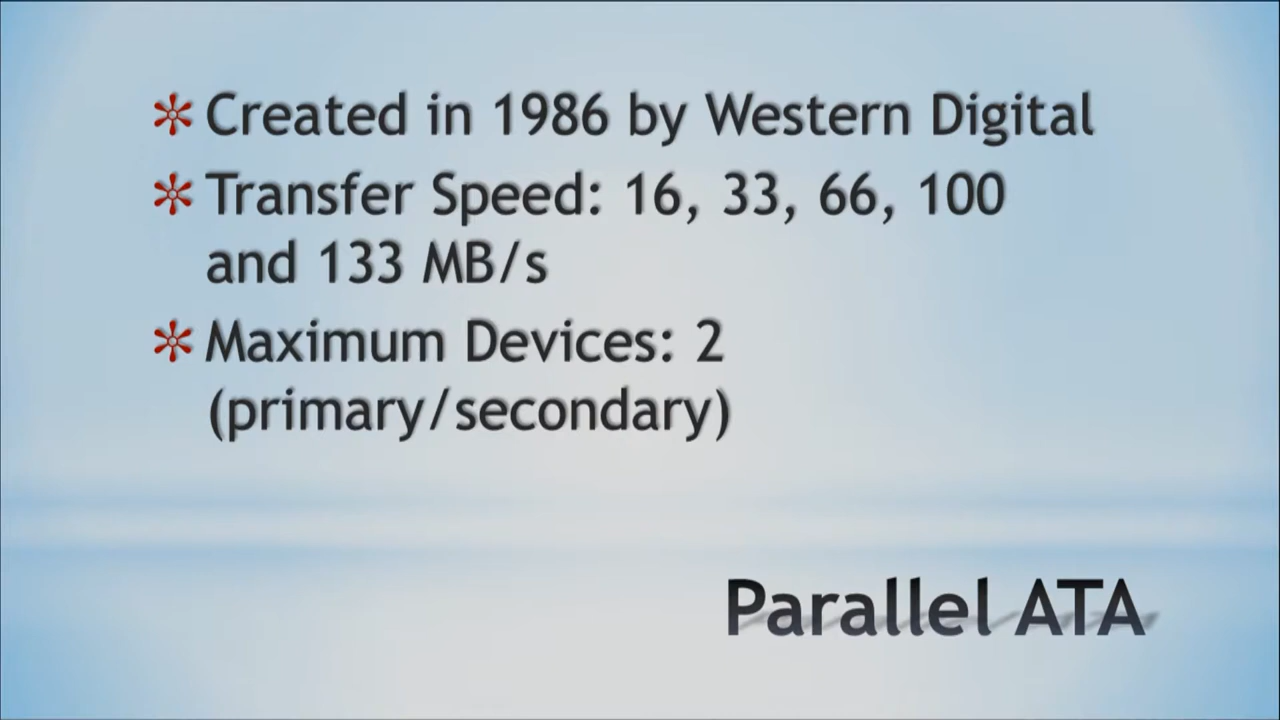 Created in 1986 by Western Digital
Transfer Speed: 16, 33, 66, 100
and 133 MB/s
Maximum Devices: 2
(primary/secondary)
Parallel ATA